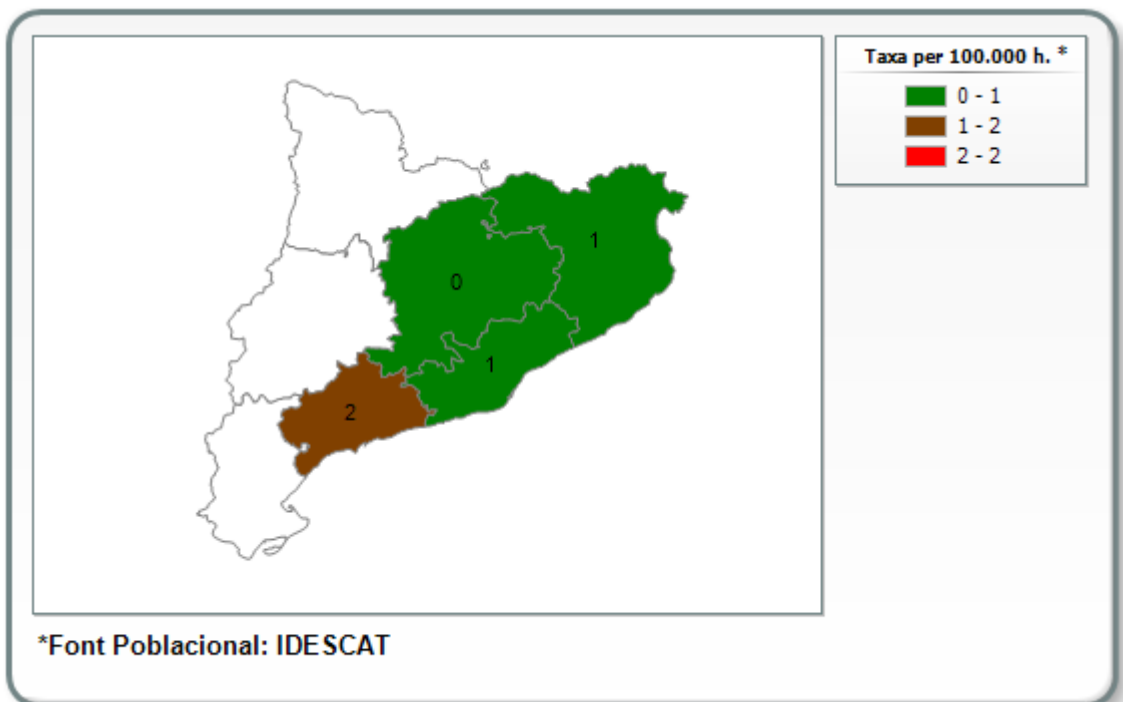 Taxa per 100.000 h. *
0 - 1
1 - 2
2 - 2
1
0
1
2
*Font Poblacional: IDESCAT